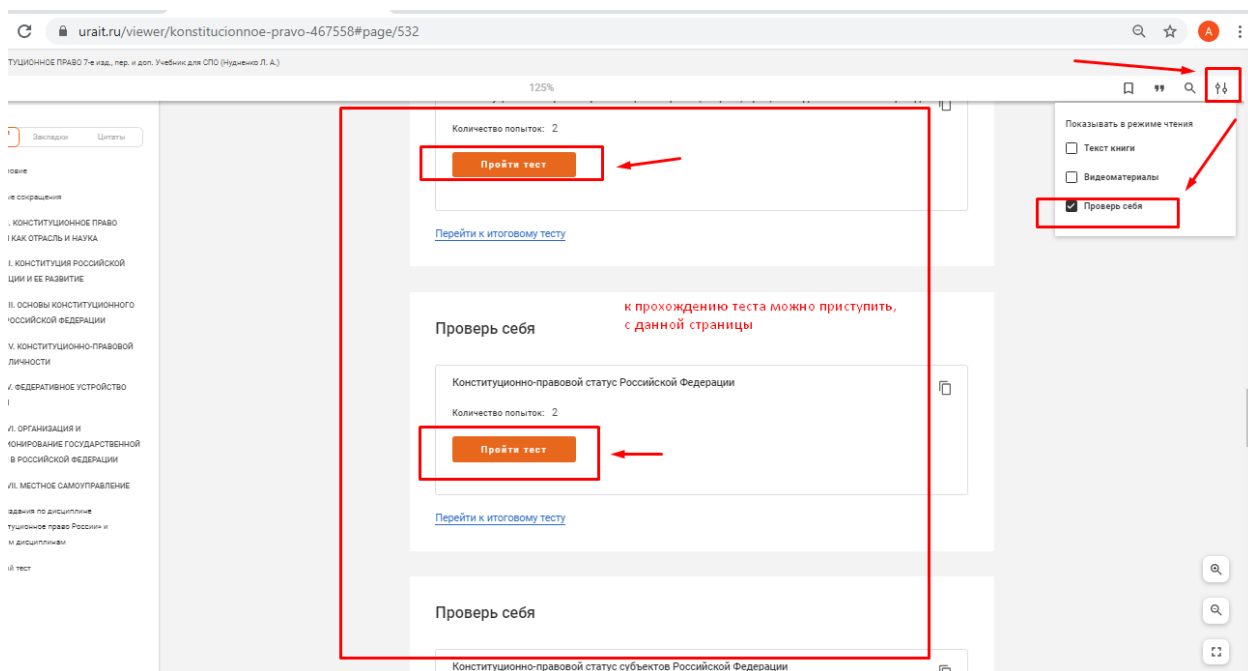 urait.ru/viewer/konstitucionnoe-pravo-467558#page/532
A
ТУЦИОННОЕ ПРАВО 7-е изд., пер. и доп. Учебник для СПО (Нудненко Л. А.)
125%
Закладки Цитаты
ловие
ые сокращения
. КОНСТИТУЦИОННОЕ ПРАВО
И КАК ОТРАСЛЬ И НАУКА
I. КОНСТИТУЦИЯ РОССИЙСКОЙ
ЦИИ И ЕЕ РАЗВИТИЕ
II. ОСНОВЫ КОНСТИТУЦИОННОГО
РОССИЙСКОЙ ФЕДЕРАЦИИ
V. КОНСТИТУЦИОННО-ПРАВОВОЙ
ЛИЧНОСТИ
V. ФЕДЕРАТИВНОЕ УСТРОЙСТВО
VI. ОРГАНИЗАЦИЯ И
ИОНИРОВАНИЕ ГОСУДАРСТВЕННОЙ
В РОССИЙСКОЙ ФЕДЕРАЦИИ
VII. МЕСТНОЕ САМОУПРАВЛЕНИЕ
задания по дисциплине
туционное право России» и
м дисциплинам
й тест
Количество попыток: 2
Пройти тест
Перейти к итоговому тесту
Проверь себя
к прохождению теста можно приступить,
с данной страницы
Конституционно-правовой статус Российской Федерации
Количество попыток: 2
Пройти тест
Перейти к итоговому тесту
Проверь себя
Конституционно-правовой статус субъектов Российской Федерации
Показывать в режиме чтения
Текст книги
Видеоматериалы
Проверь себя